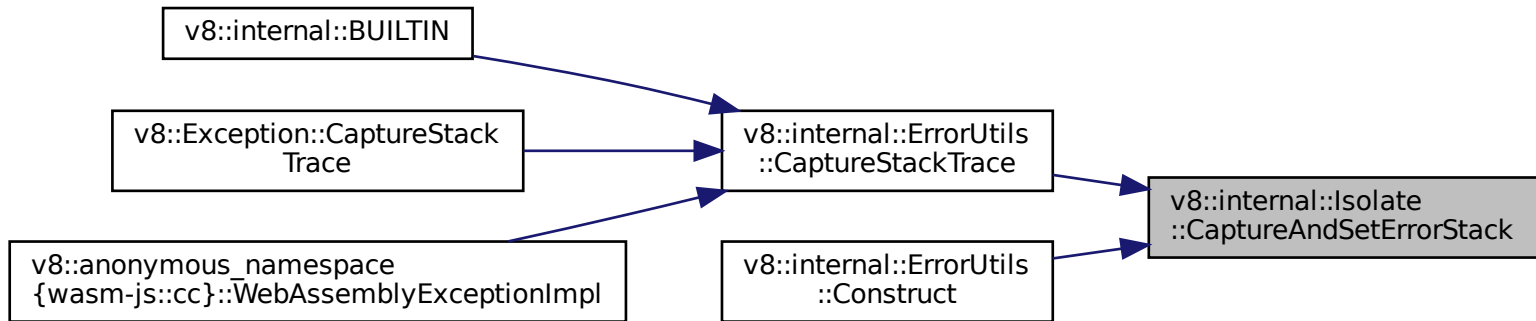 v8::internal::BUILTIN
v8::Exception::CaptureStack
Trace
v8::anonymous_namespace
{wasm-js::cc}::WebAssemblyExceptionImpl
v8::internal::ErrorUtils
::CaptureStackTrace
v8::internal::ErrorUtils
::Construct
v8::internal::Isolate
::CaptureAndSetErrorStack